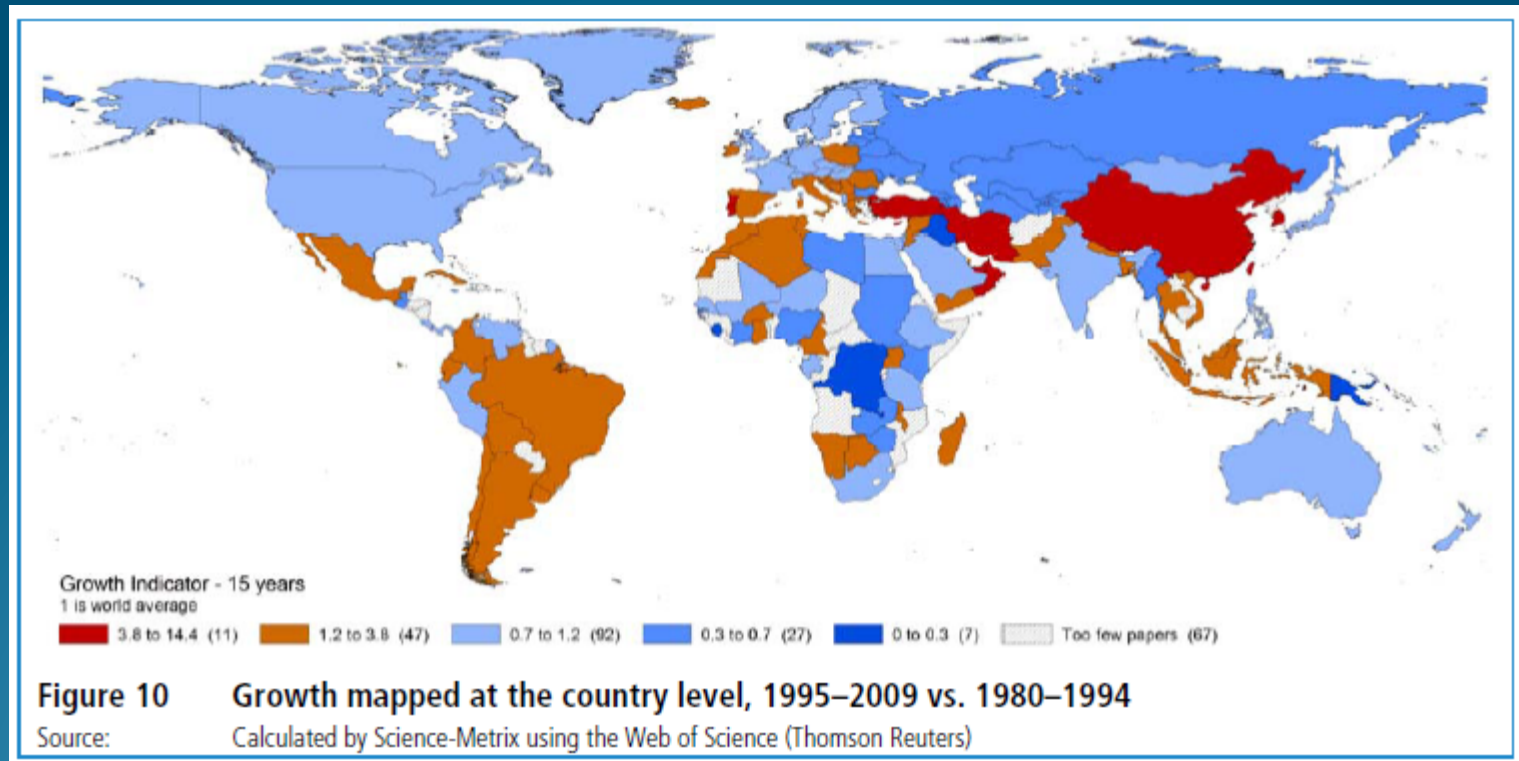 Growth Indicator - 15 years
1 is world average
3.8 to 14.4 (11) 1.2 to 3.8 (47) 0.7 to 1.2 (92) 0.3 to 0.7 (27) 0 to 0.3 (7) Too few papers (67)
Figure 10 Growth mapped at the country level, 1995–2009 vs. 1980–1994
Source: Calculated by Science-Metrix using the Web of Science (Thomson Reuters)